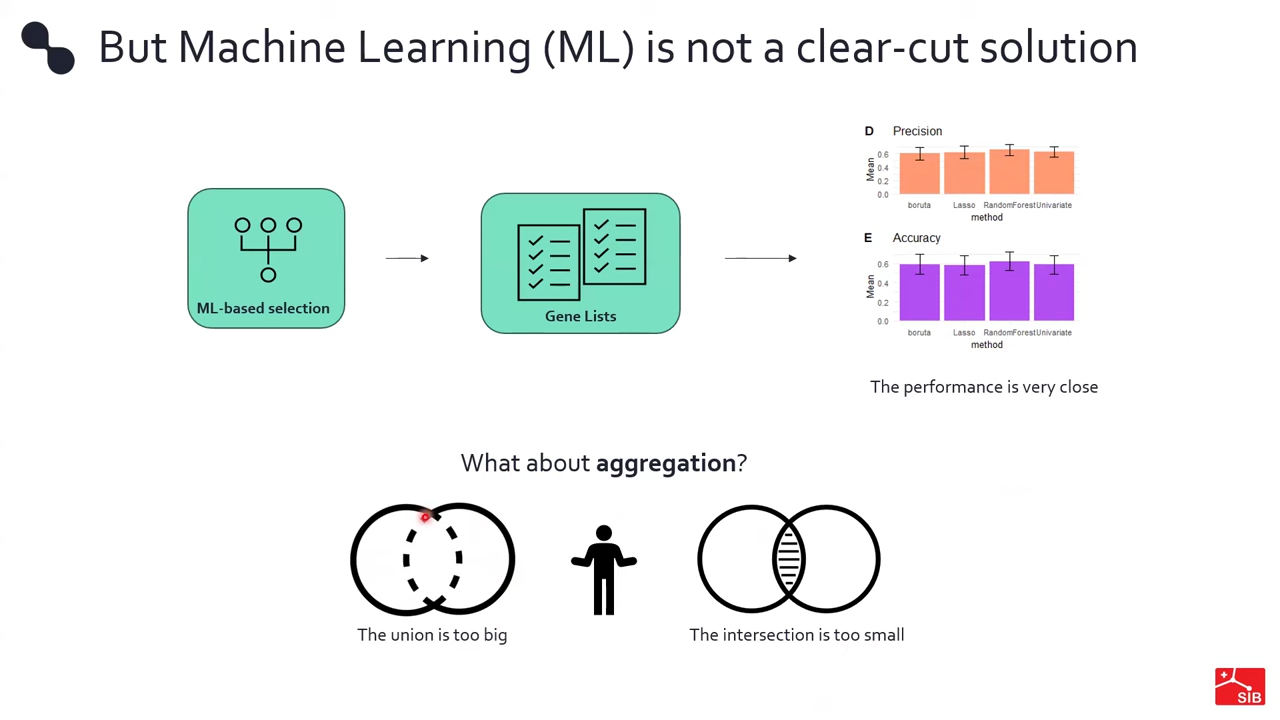 But Machine Learning (ML) is not a clear-cut solution
ML-based selection
Gene Lists
D Precision
Mean
0.6
0.4
0.2
0.0
boruta Lasso RandomForest Univariate
method
E Accuracy
Mean
0.6
0.4
0.2
0.0
boruta Lasso RandomForest Univariate
method
The performance is very close
What about aggregation?
The union is too big
The intersection is too small
SIB